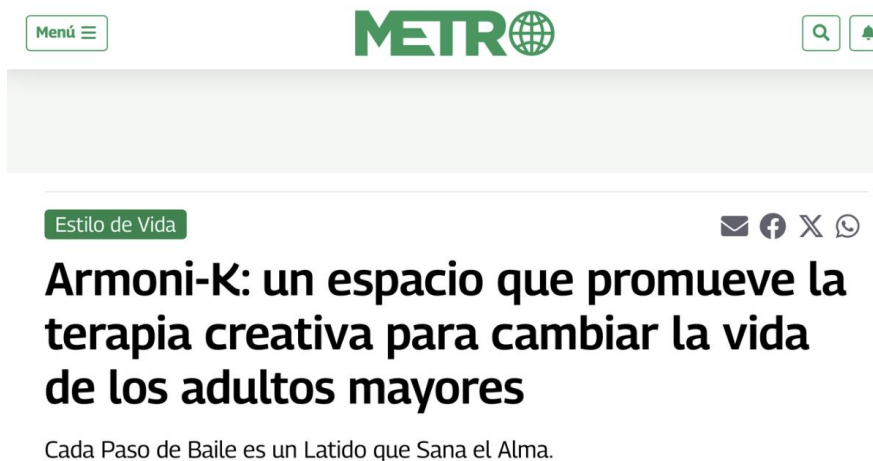 Menú
METRO
Estilo de Vida
Armoni-K: un espacio que promueve la
terapia creativa para cambiar la vida
de los adultos mayores
Cada Paso de Baile es un Latido que Sana el Alma.